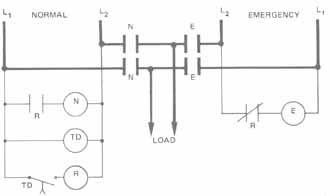 L1 NORMAL L2 N E L2 EMERGENCY L1
N E
R N R E
TD LOAD
TD R